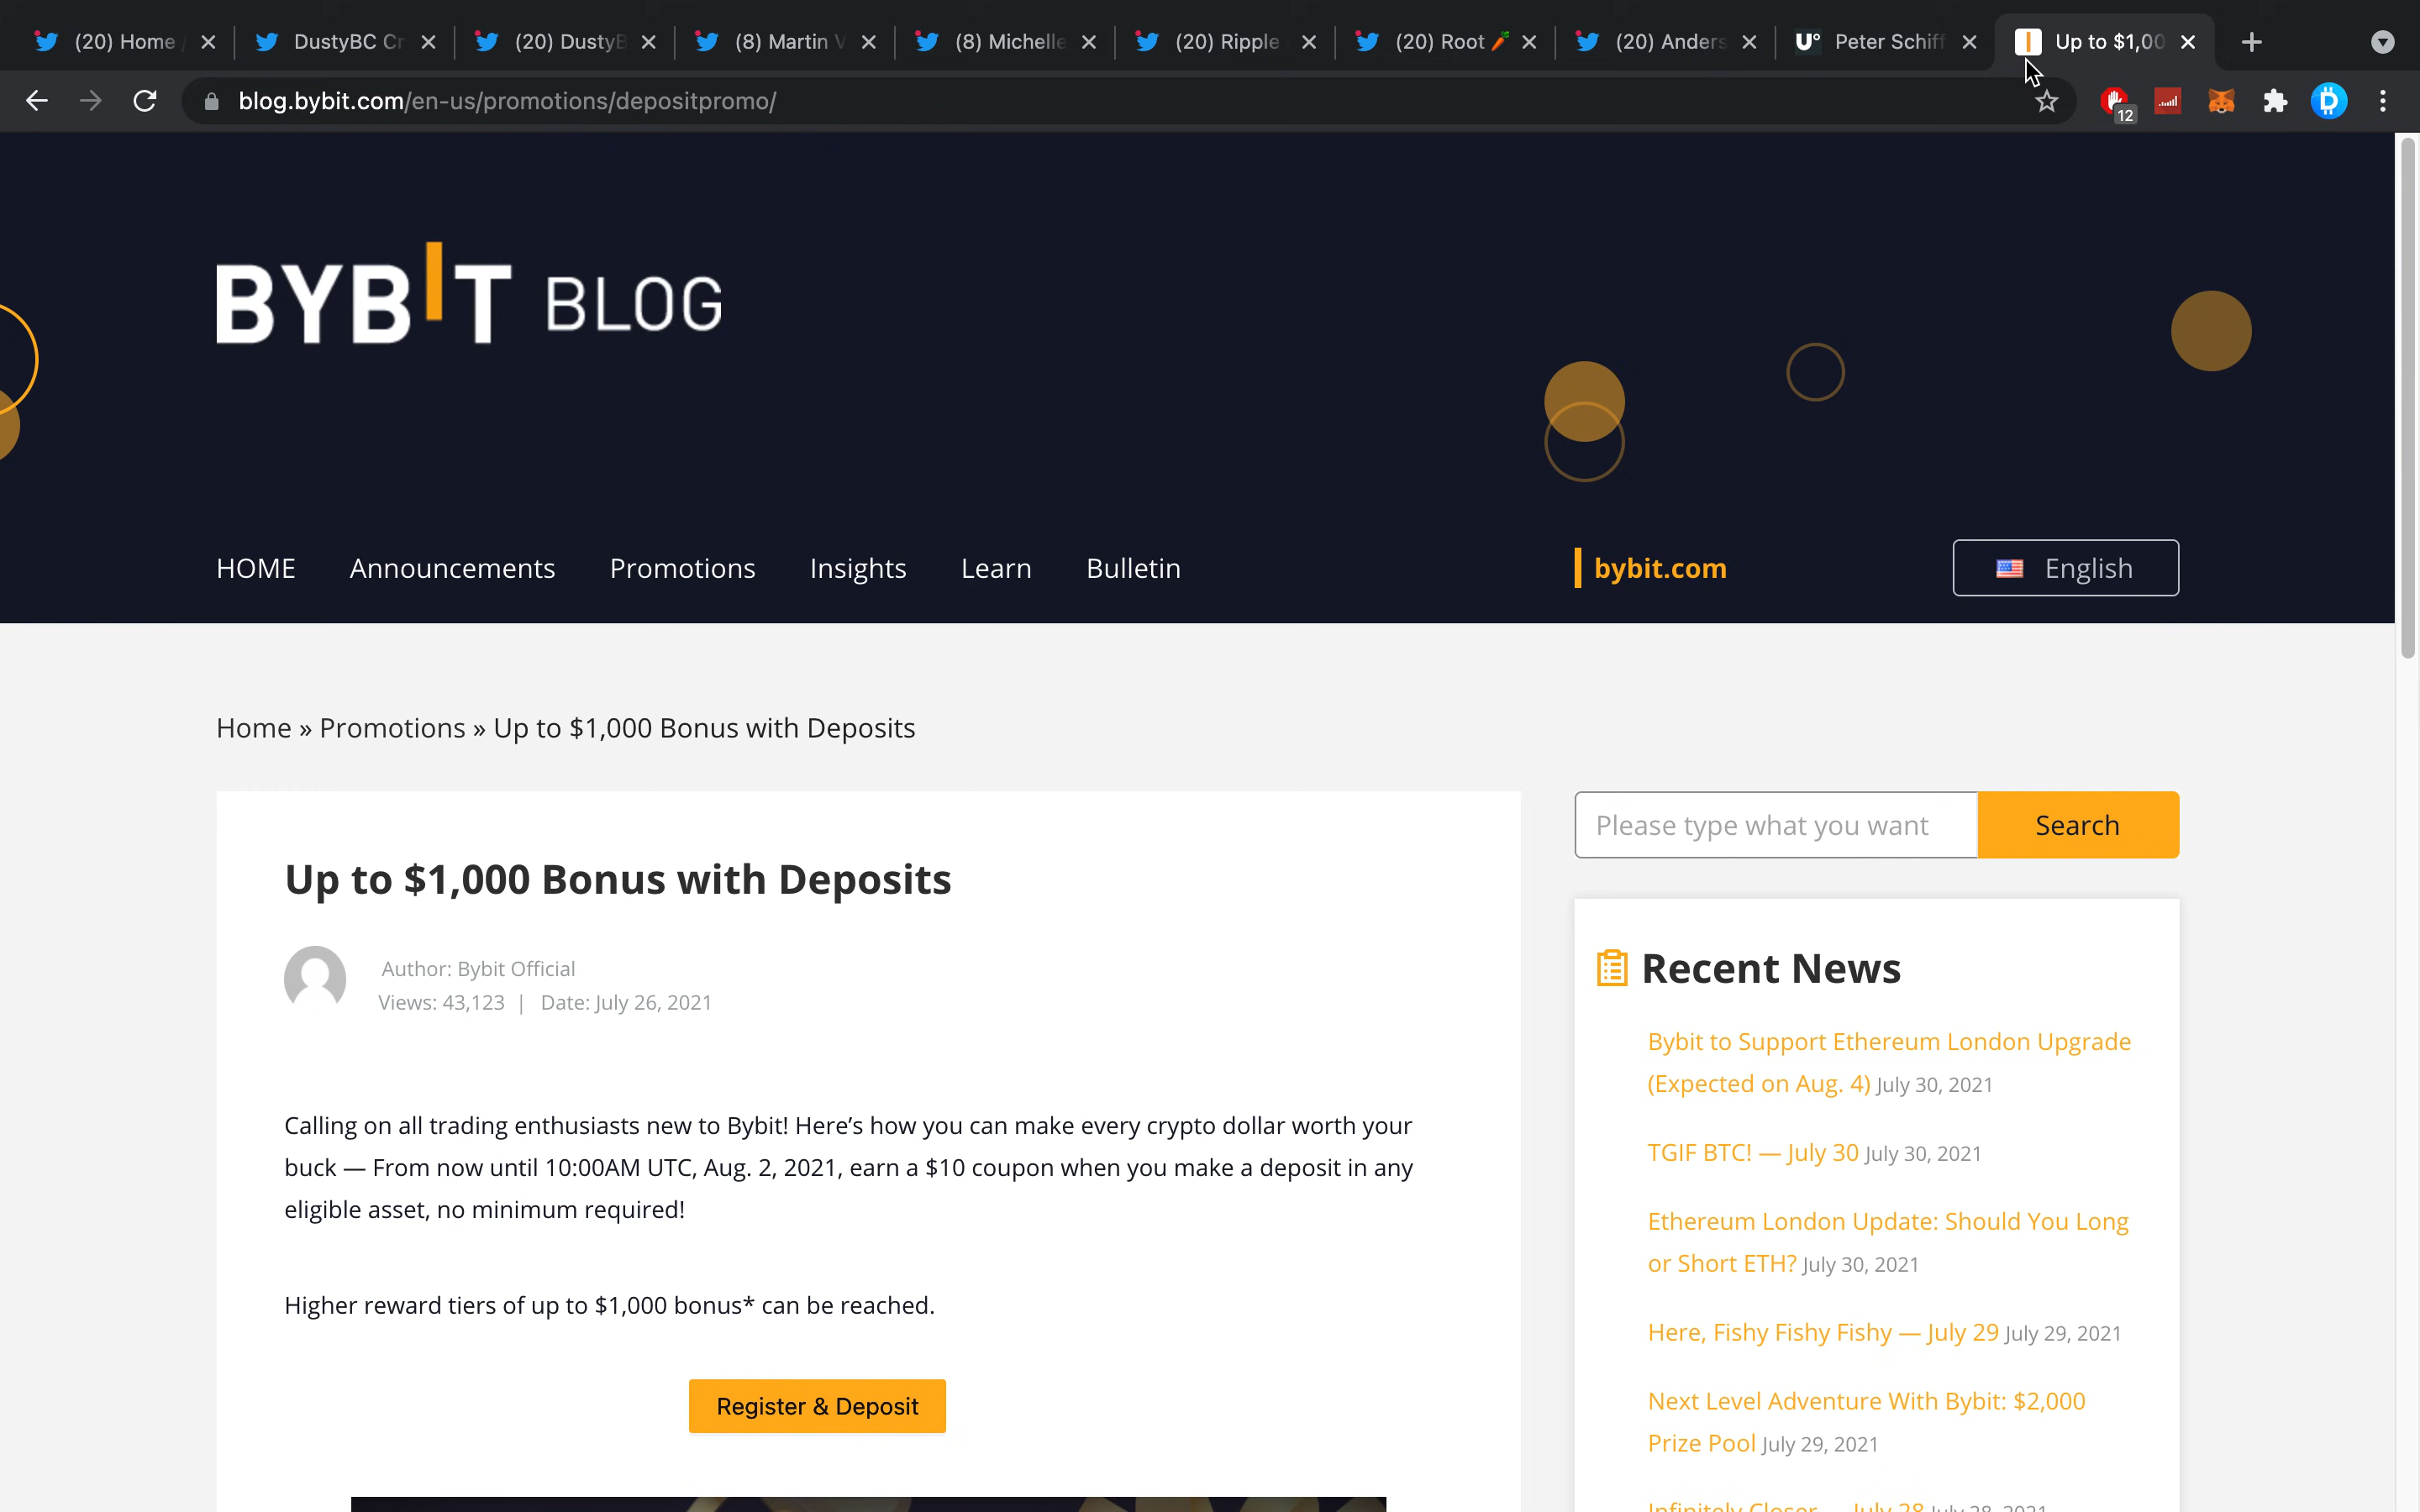 (20) Home /
DustyBC Cr
(20) DustyB
(8) Martin V
(8) Michelle
(20) Ripple
(20) Root 🥕
(20) Anders
U° Peter Schiff
Up to $1,00
blog.bybit.com/en-us/promotions/depositpromo/
12
BYBIT BLOG
HOME Announcements Promotions Insights Learn Bulletin bybit.com English
Home » Promotions » Up to $1,000 Bonus with Deposits
Up to $1,000 Bonus with Deposits
Author: Bybit Official
Views: 43,123 | Date: July 26, 2021
Calling on all trading enthusiasts new to Bybit! Here’s how you can make every crypto dollar worth your
buck — From now until 10:00AM UTC, Aug. 2, 2021, earn a $10 coupon when you make a deposit in any
eligible asset, no minimum required!
Higher reward tiers of up to $1,000 bonus* can be reached.
Register & Deposit
Please type what you want Search
Recent News
Bybit to Support Ethereum London Upgrade
(Expected on Aug. 4) July 30, 2021
TGIF BTC! — July 30 July 30, 2021
Ethereum London Update: Should You Long
or Short ETH? July 30, 2021
Here, Fishy Fishy Fishy — July 29 July 29, 2021
Next Level Adventure With Bybit: $2,000
Prize Pool July 29, 2021
Infinitely Closer — July 28 July 28, 2021